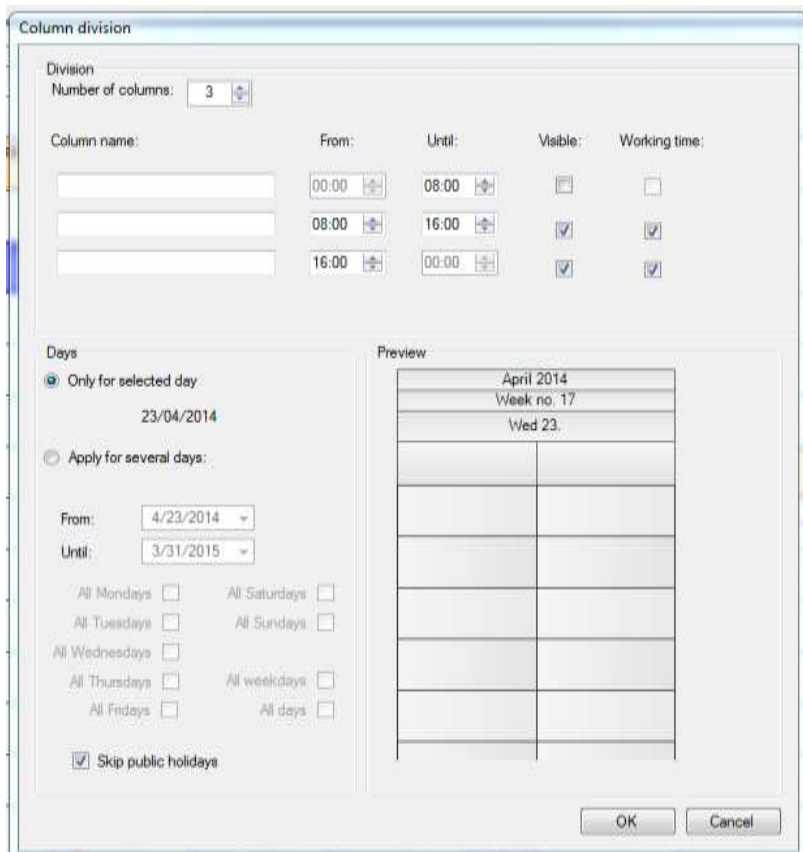 Column division
Division
Number of columns: 3
Column name: From: Until: Visible: Working time:
00:00 08:00
08:00 16:00
16:00 00:00
Days
Only for selected day
23/04/2014
Apply for several days:
From: 4/23/2014
Until: 3/31/2015
All Mondays All Saturdays
All Tuesdays All Sundays
All Wednesdays
All Thursdays All weekdays
All Fridays All days
Skip public holidays
Preview
April 2014
Week no. 17
Wed 23.
OK Cancel